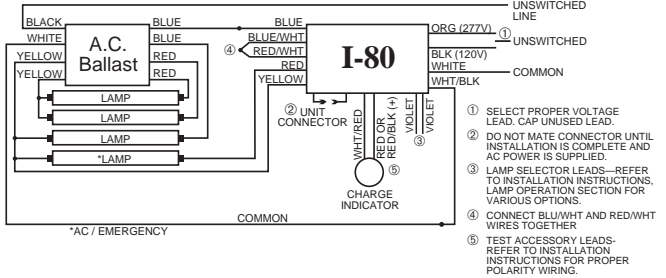 UNSWITCHED
LINE
BLACK
BLUE
BLUE
ORG (277V)
①
UNSWITCHED
WHITE
BLUE
BLUE/WHT
④
RED/WHT
A.C.
Ballast
I-80
BLK (120V)
YELLOW
RED
RED
WHITE
COMMON
YELLOW
RED
YELLOW
WHT/BLK
LAMP
LAMP
LAMP
*LAMP
② UNIT
CONNECTOR
WHT/RED
RED OR
RED/BLK (+)
VIOLET
VIOLET
③
⑤
CHARGE
INDICATOR
COMMON
*AC / EMERGENCY
① SELECT PROPER VOLTAGE
LEAD. CAP UNUSED LEAD.
② DO NOT MATE CONNECTOR UNTIL
INSTALLATION IS COMPLETE AND
AC POWER IS SUPPLIED.
③ LAMP SELECTOR LEADS—REFER
TO INSTALLATION INSTRUCTIONS,
LAMP OPERATION SECTION FOR
VARIOUS OPTIONS.
④ CONNECT BLU/WHT AND RED/WHT
WIRES TOGETHER
⑤ TEST ACCESSORY LEADS-
REFER TO INSTALLATION
INSTRUCTIONS FOR PROPER
POLARITY WIRING.